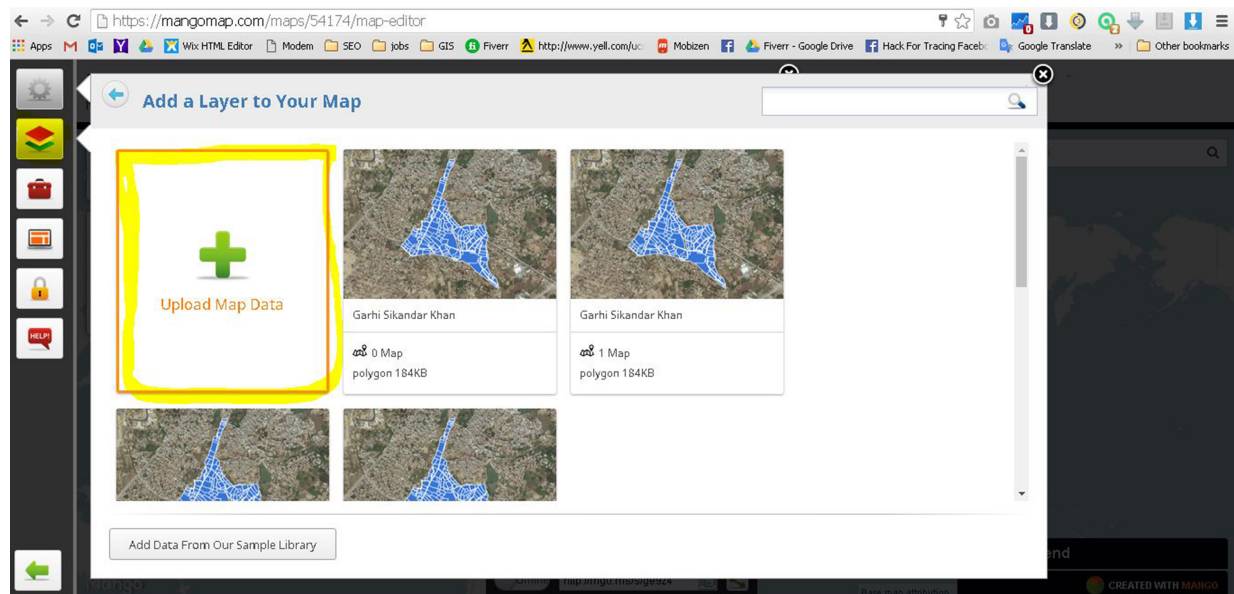 https://mangomap.com/maps/54174/map-editor
Apps Wix HTML Editor Modem SEO jobs GIS Fiverr http://www.yell.com/uc Mobizen Fiverr - Google Drive Hack For Tracing Facebo Google Translate » Other bookmarks
Add a Layer to Your Map
HELP!
Upload Map Data
Garhi Sikandar Khan
0 Map
polygon 184KB
Garhi Sikandar Khan
1 Map
polygon 184KB
Add Data From Our Sample Library
end
CREATED WITH MANGO